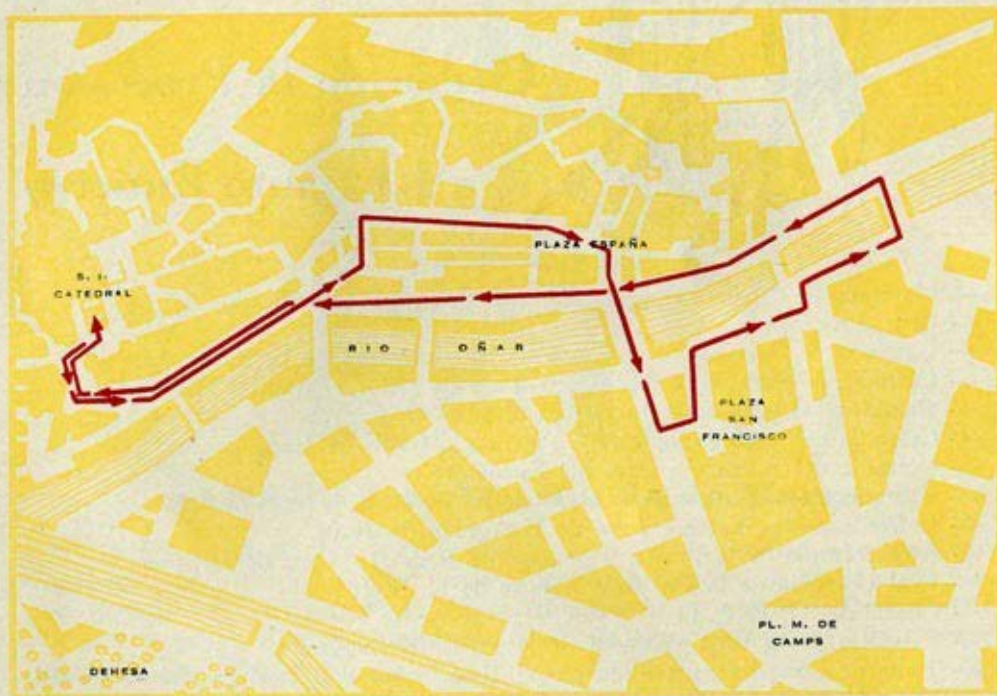 PLAZA ESPAÑA
S. I.
CATEDRAL
RIO OÑAR
PLAZA
SAN
FRANCISCO
PL. M. DE
CAMPS
DEHESA